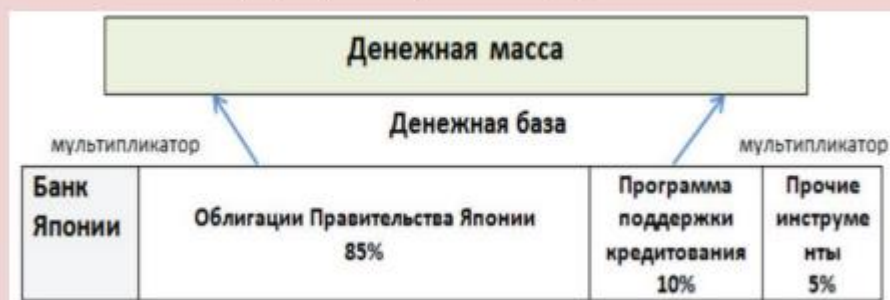 Денежная масса
Денежная база
мультипликатор
мультипликатор
Банк
Японии
Облигации Правительства Японии
85%
Программа
поддержки
кредитования
10%
Прочие
инструме
нты
5%